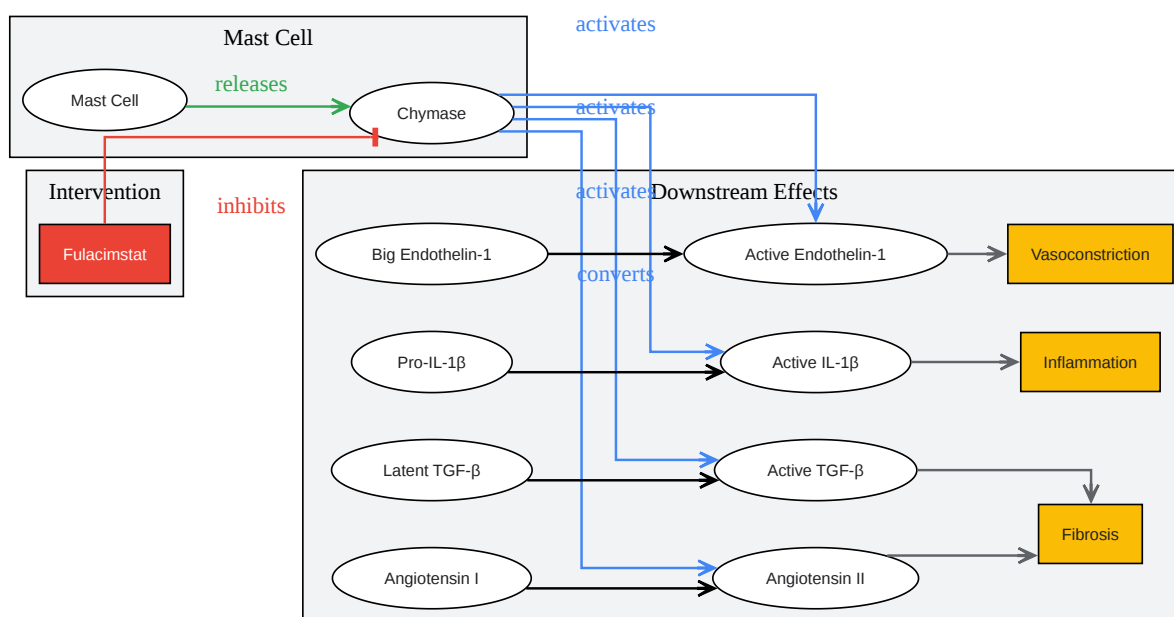 activates
Mast Cell
releases
Mast Cell
Chymase
activates
Intervention
inhibits
Fulacimstat
activates
Downstream Effects
Big Endothelin-1
Active Endothelin-1
Vasoconstriction
converts
Pro-IL-1β
Active IL-1β
Inflammation
Latent TGF-β
Active TGF-β
Fibrosis
Angiotensin I
Angiotensin II